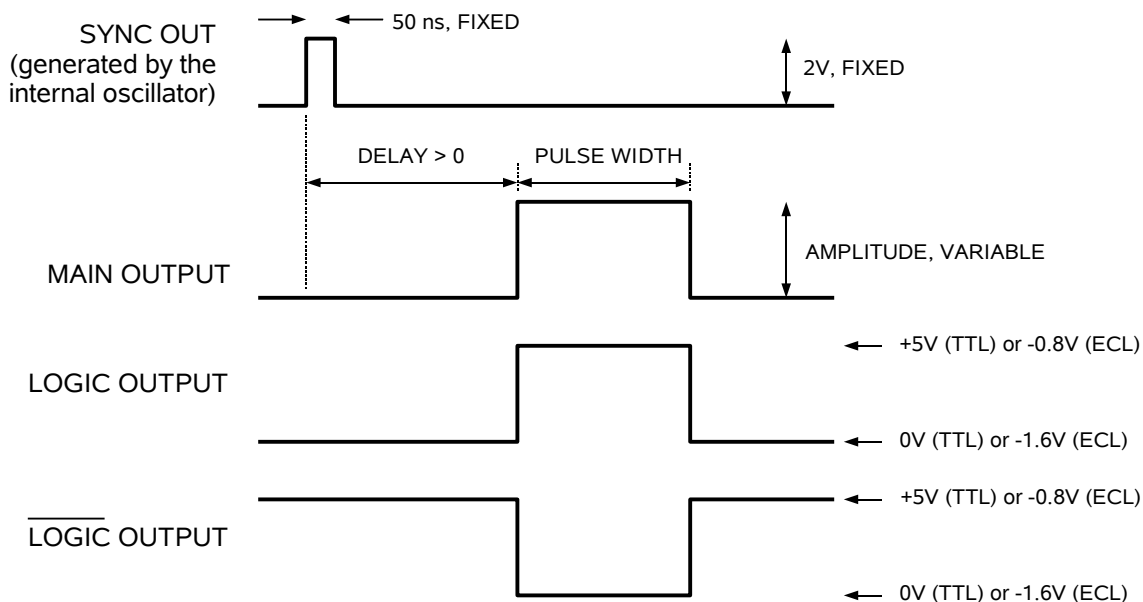 50 ns, FIXED
SYNC OUT
(generated by the
internal oscillator)
2V, FIXED
DELAY > 0
PULSE WIDTH
AMPLITUDE, VARIABLE
MAIN OUTPUT
+5V (TTL) or -0.8V (ECL)
LOGIC OUTPUT
0V (TTL) or -1.6V (ECL)
+5V (TTL) or -0.8V (ECL)
LOGIC OUTPUT
0V (TTL) or -1.6V (ECL)